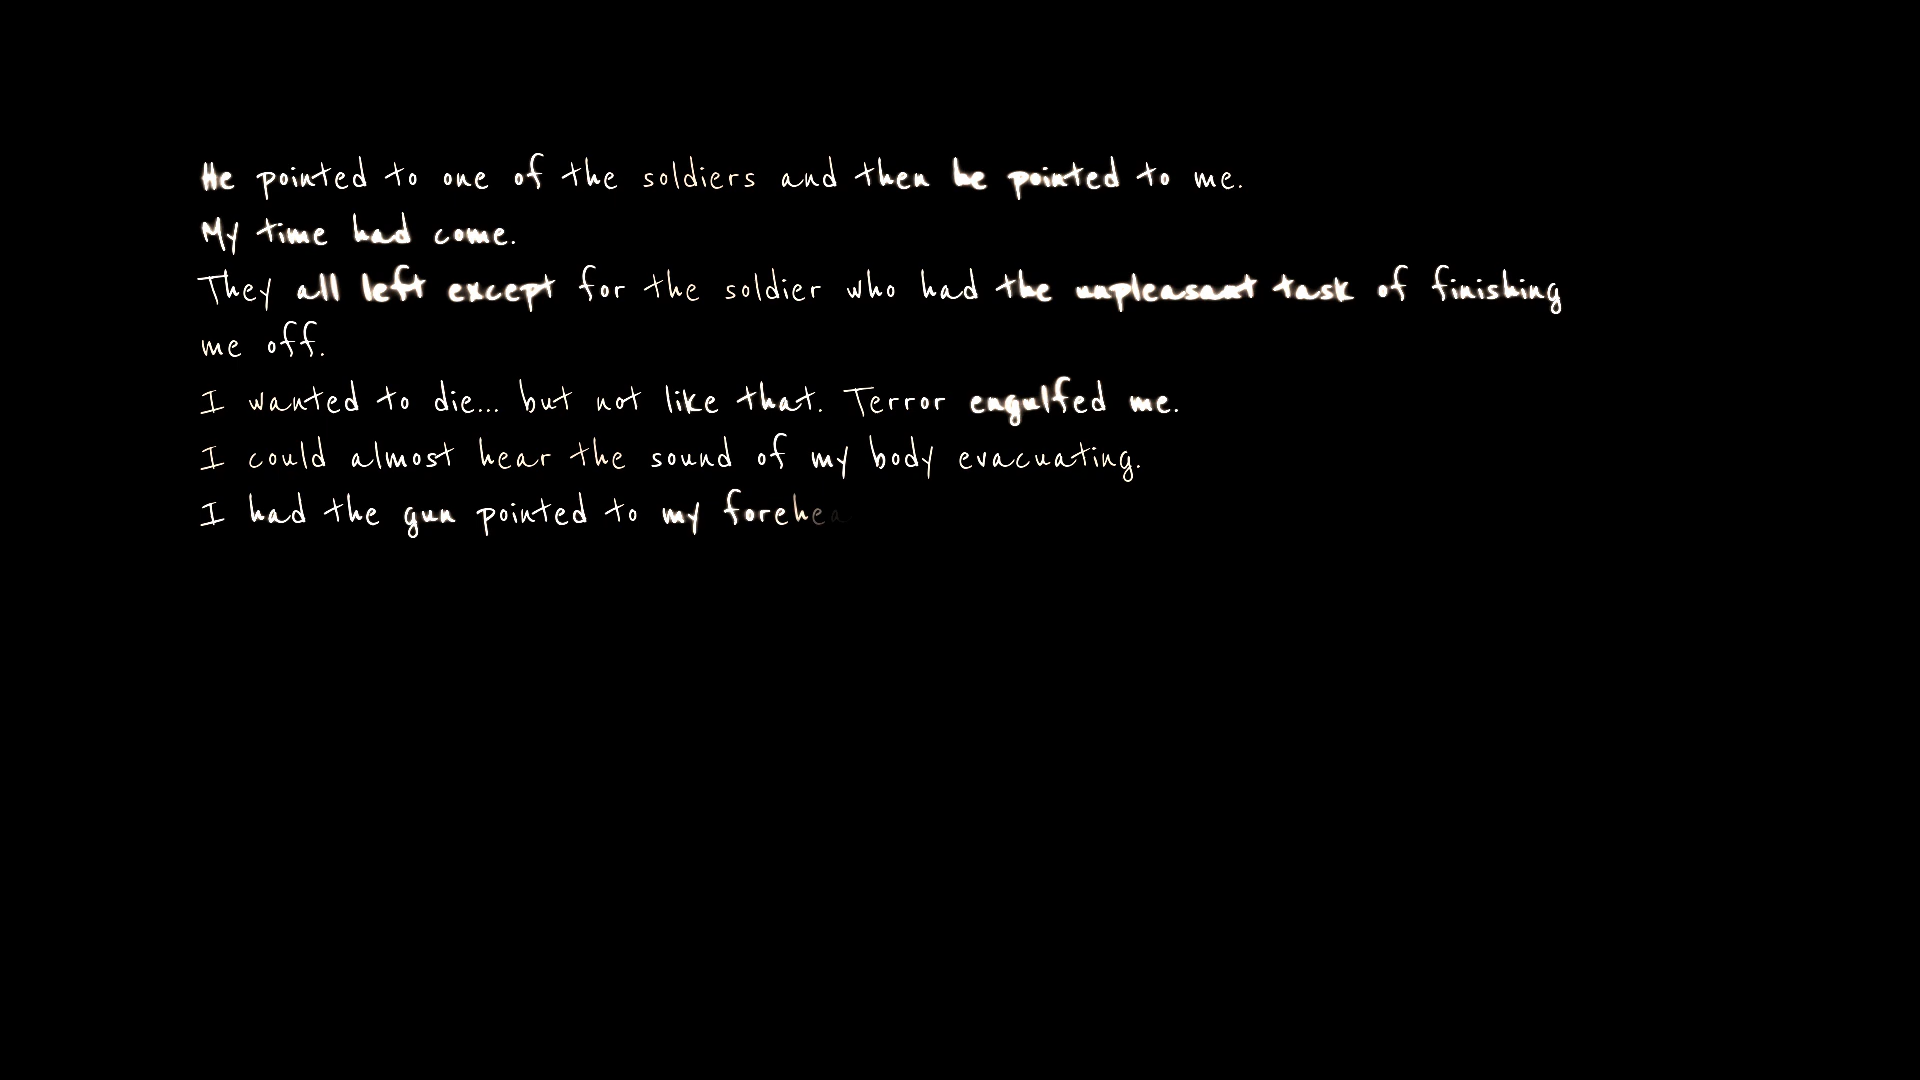 He pointed to one of the soldiers and then he pointed to me.
My time had come.
They all left except for the soldier who had the unpleasant task of finishing
me off.
I wanted to die... but not like that. Terror engulfed me.
I could almost hear the sound of my body evacuating.
I had the gun pointed to my forehea